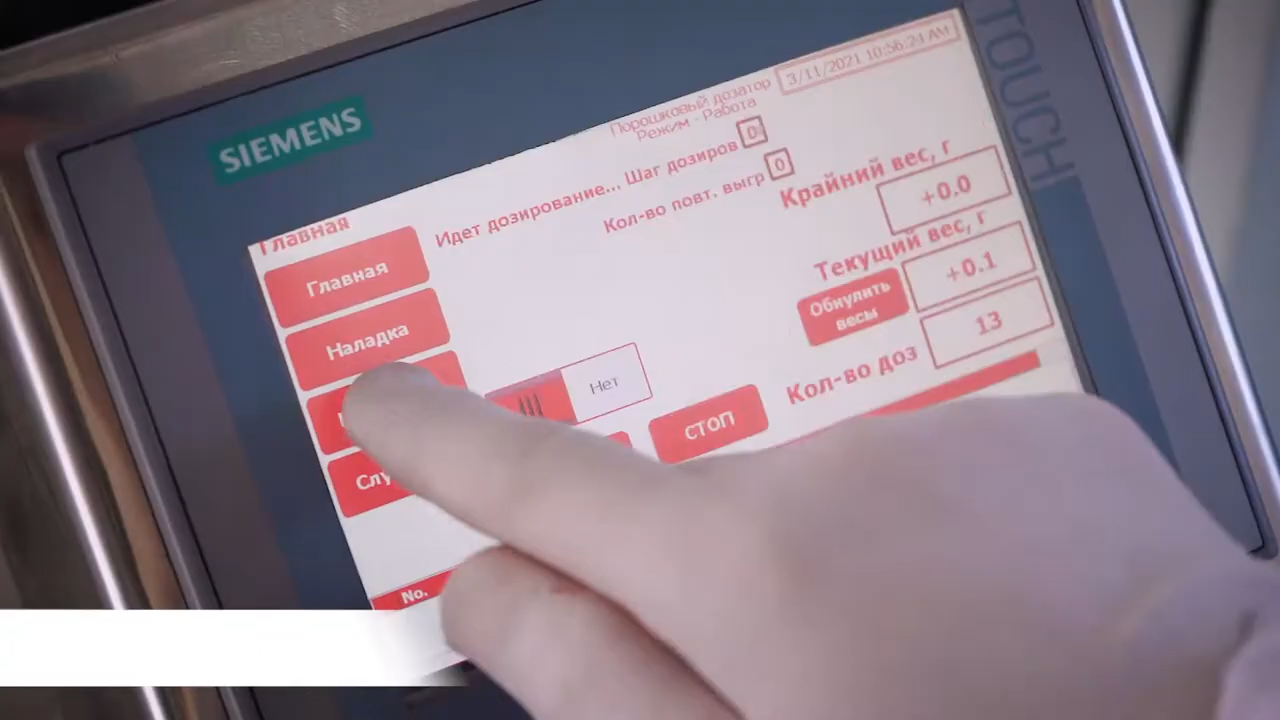 SIEMENS
TOUCH
3/11/2021 10:56:24 AM
Порошковый дозатор
Режим - Работа
Главная
Идет дозирование... Шаг дозиров 0
Кол-во повт. выгр 0
Крайний вес, г
+0.0
Текущий вес, г
+0.1
Обнулить
весы
Кол-во доз
13
Главная
Наладка
Нет
СТОП
No.